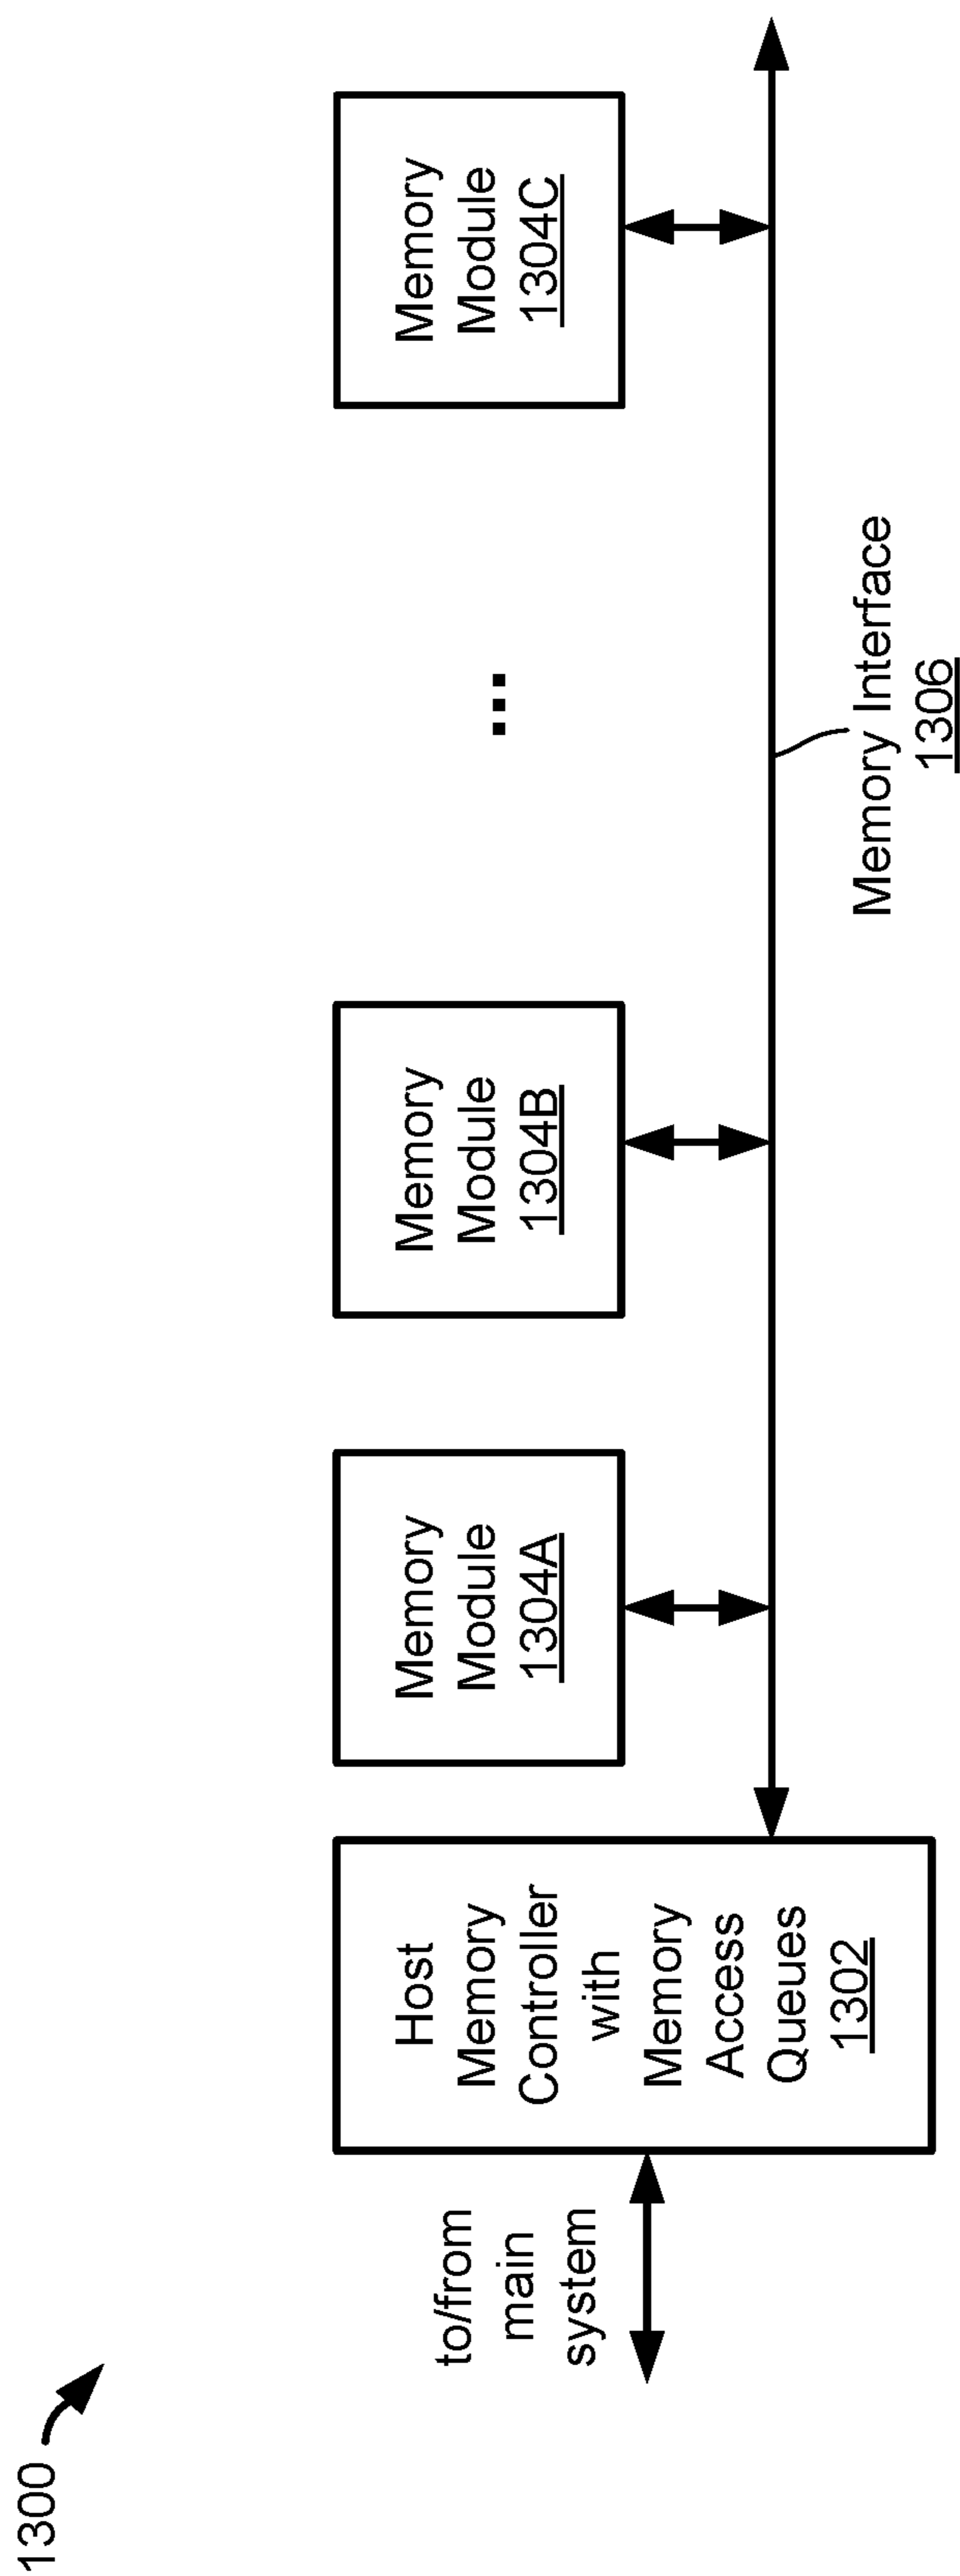 1300
to/from
main
system
Host
Memory
Controller
with
Memory
Access
Queues
1302
Memory
Module
1304A
Memory
Module
1304B
...
Memory
Module
1304C
Memory Interface
1306